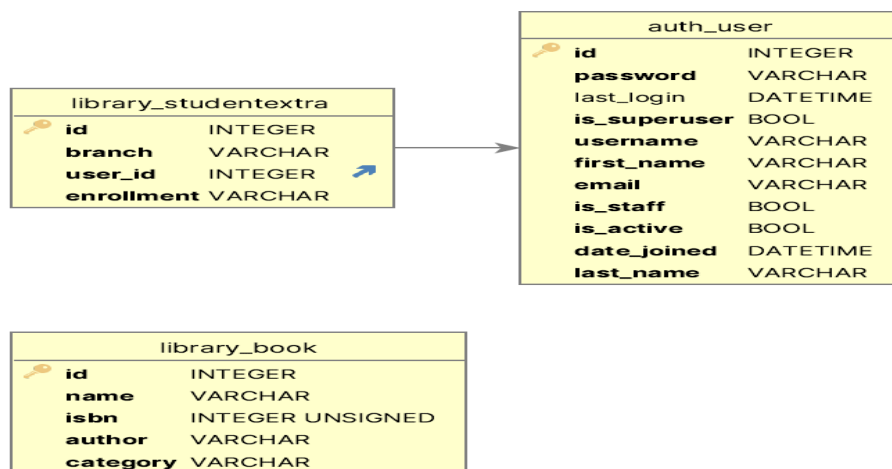 library_studentextra
id INTEGER
branch VARCHAR
user_id INTEGER
enrollment VARCHAR
auth_user
id INTEGER
password VARCHAR
last_login DATETIME
is_superuser BOOL
username VARCHAR
first_name VARCHAR
email VARCHAR
is_staff BOOL
is_active BOOL
date_joined DATETIME
last_name VARCHAR
library_book
id INTEGER
name VARCHAR
isbn INTEGER UNSIGNED
author VARCHAR
category VARCHAR